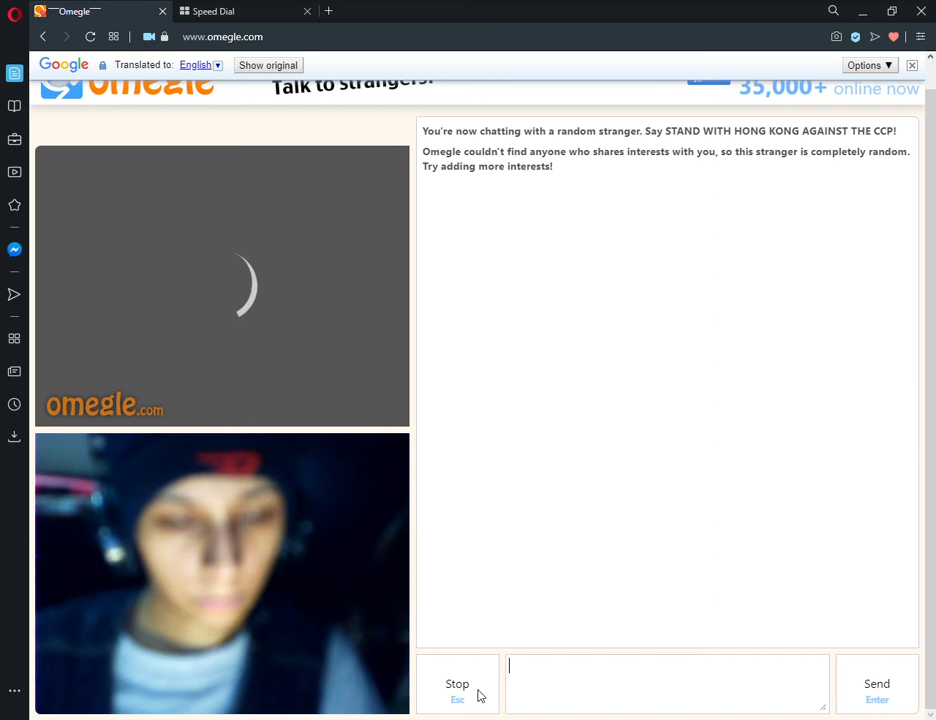 Omegle
Speed Dial
www.omegle.com
Google
Translated to: English
Show original
Options ▼
omegle
Talk to strangers!
35,000+ online now
You're now chatting with a random stranger. Say STAND WITH HONG KONG AGAINST THE CCP!
Omegle couldn't find anyone who shares interests with you, so this stranger is completely random.
Try adding more interests!
omegle.com
Stop
Esc
Send
Enter